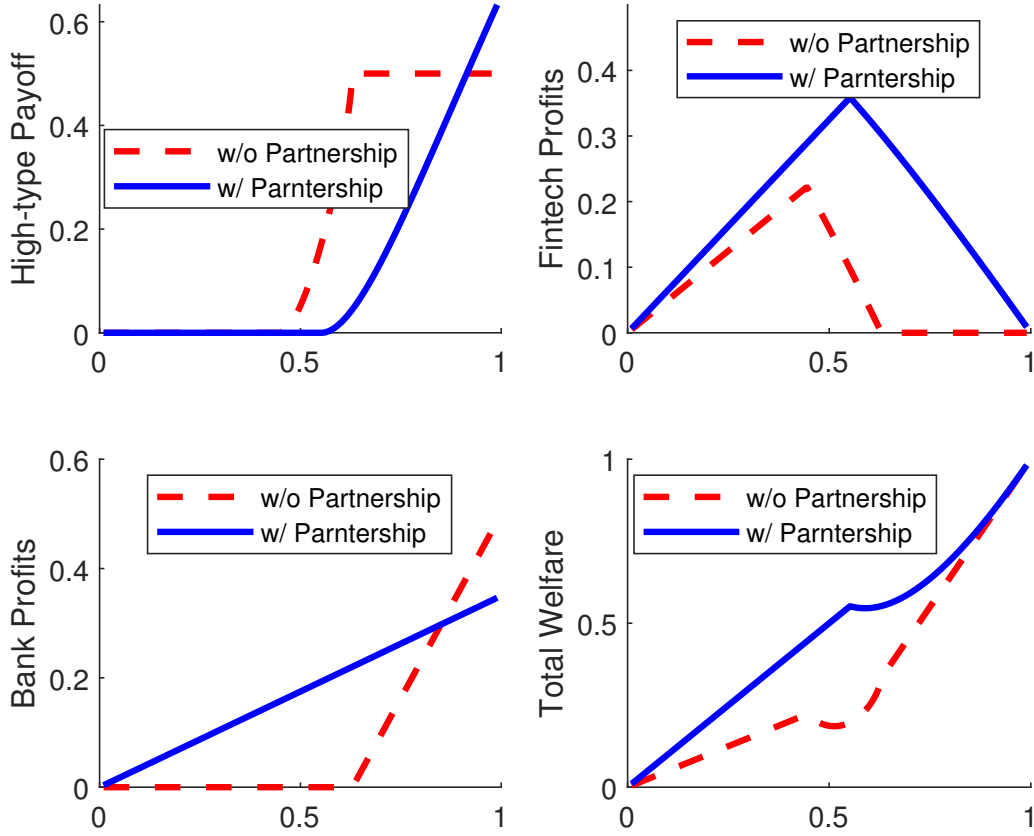 High-type Payoff
0.6
0.4
0.2
0
0
0.5
1
w/o Partnership
w/ Parntership
Fintech Profits
0.4
0.3
0.2
0.1
0
0
0.5
1
w/o Partnership
w/ Parntership
Bank Profits
0.6
0.4
0.2
0
0
0.5
1
w/o Partnership
w/ Parntership
Total Welfare
1
0.5
0
0
0.5
1
w/o Partnership
w/ Parntership